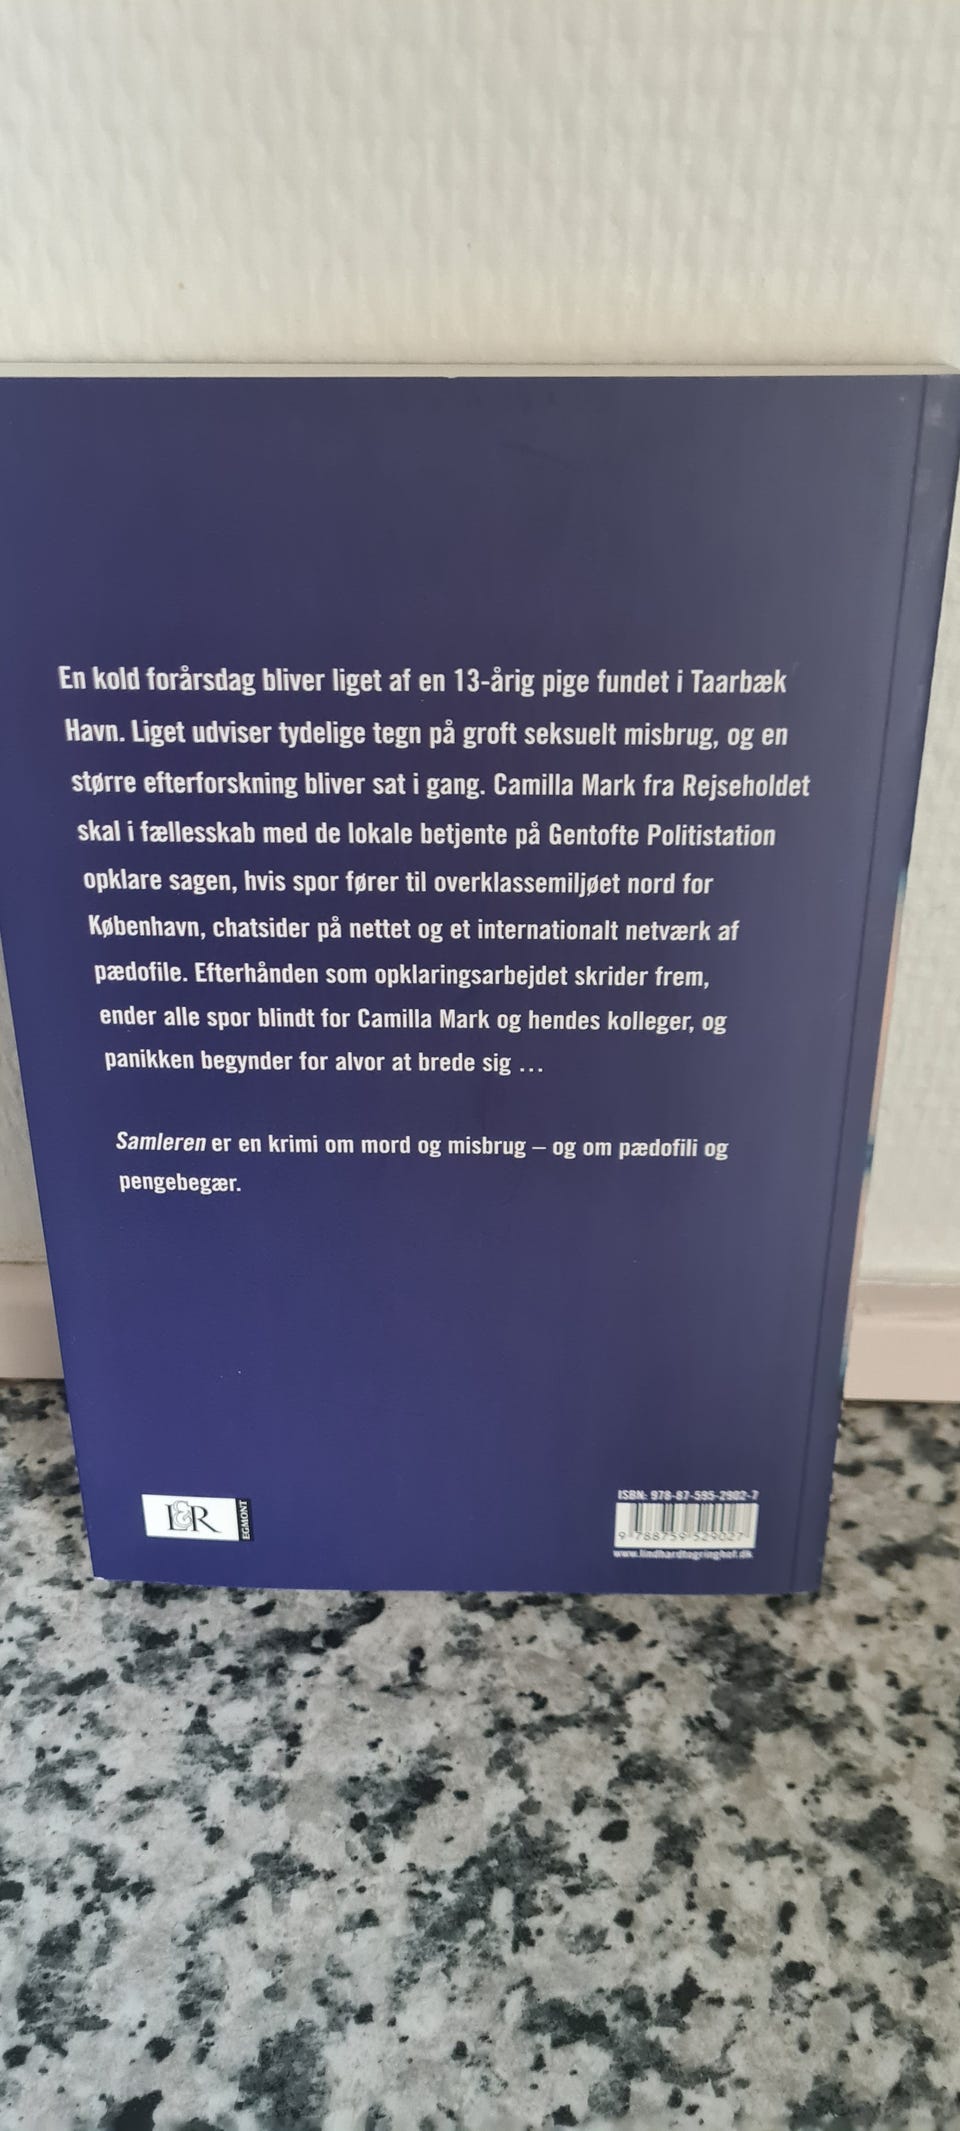 En kold forårsdag bliver liget af en 13-årig pige fundet i Taarbæk
Havn. Liget udviser tydelige tegn på groft seksuelt misbrug, og en
større efterforskning bliver sat i gang. Camilla Mark fra Rejseholdet
skal i fællesskab med de lokale betjente på Gentofte Politistation
opklare sagen, hvis spor fører til overklassemiljøet nord for
København, chatsider på nettet og et internationalt netværk af
pædofile. Efterhånden som opklaringsarbejdet skrider frem,
ender alle spor blindt for Camilla Mark og hendes kolleger, og
panikken begynder for alvor at brede sig ...
Samleren er en krimi om mord og misbrug – og om pædofili og
pengebegær.
L&R
EGMONT
ISBN: 978-87-595-2902-7
9 788759 529027
www.lindhardtogringhof.dk